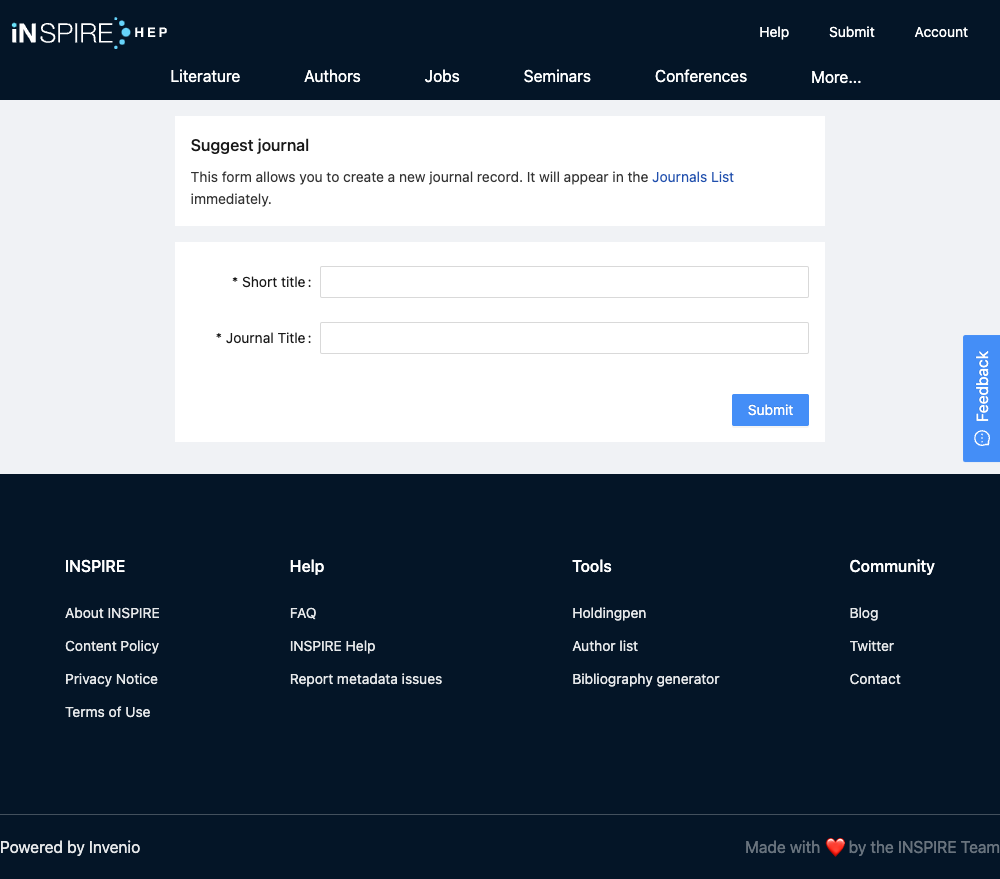 iNSPIRE HEP
Help Submit Account
Literature Authors Jobs Seminars Conferences More...
Suggest journal
This form allows you to create a new journal record. It will appear in the Journals List
immediately.
* Short title :
* Journal Title :
Submit
Feedback
INSPIRE Help Tools Community
About INSPIRE FAQ Holdingpen Blog
Content Policy INSPIRE Help Author list Twitter
Privacy Notice Report metadata issues Bibliography generator Contact
Terms of Use
Powered by Invenio Made with ❤️ by the INSPIRE Team